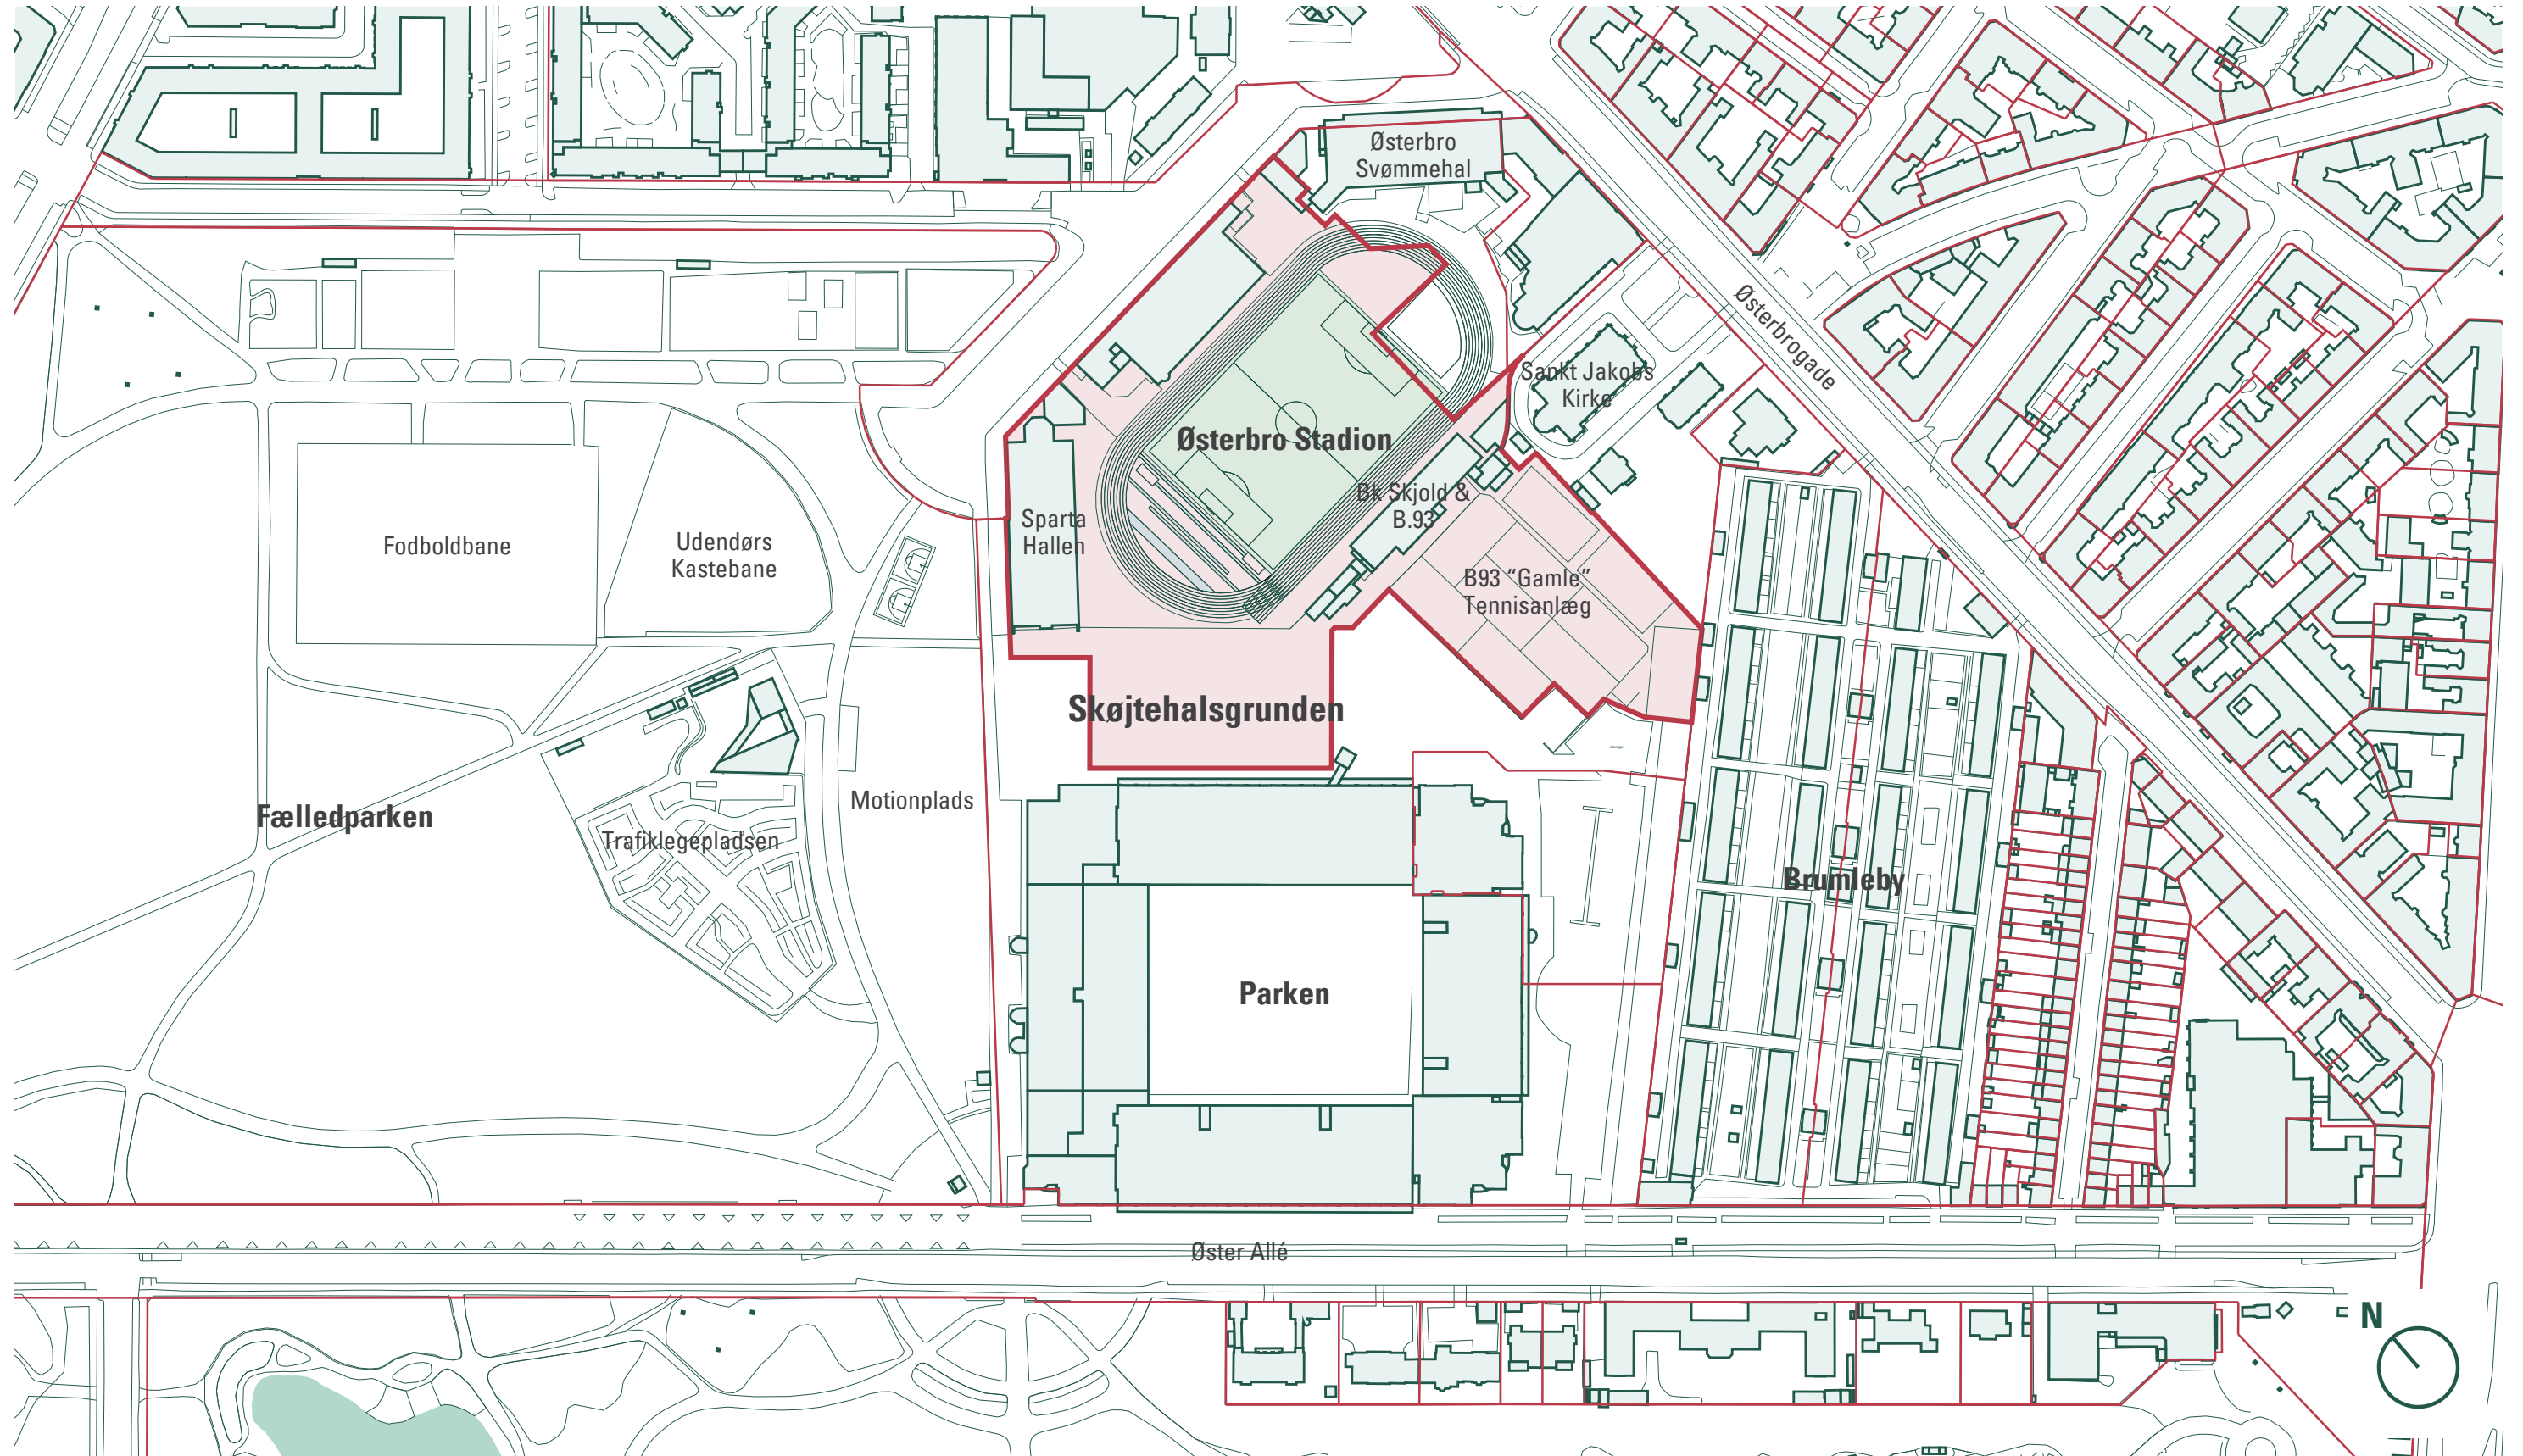 Østerbro
Svømmehal
Østerbrogade
Sankt Jakobs
Kirke
Østerbro Stadion
Bk Skjold &
B.93
Sparta
Hallen
Fodboldbane
Udendørs
Kastebane
B93 “Gamle”
Tennisanlæg
Skøjtehalsgrunden
Motionplads
Fælledparken
Trafiklegepladsen
Brumleby
Parken
Øster Allé
N